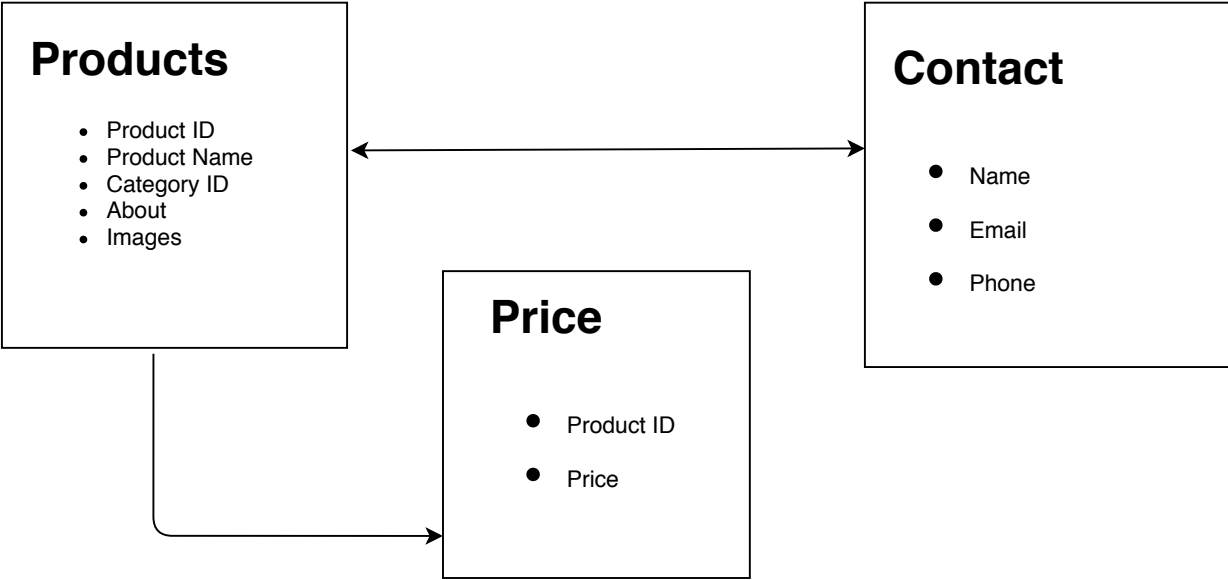 Products
Product ID
Product Name
Category ID
About
Images
Contact
Name
Email
Phone
Price
Product ID
Price